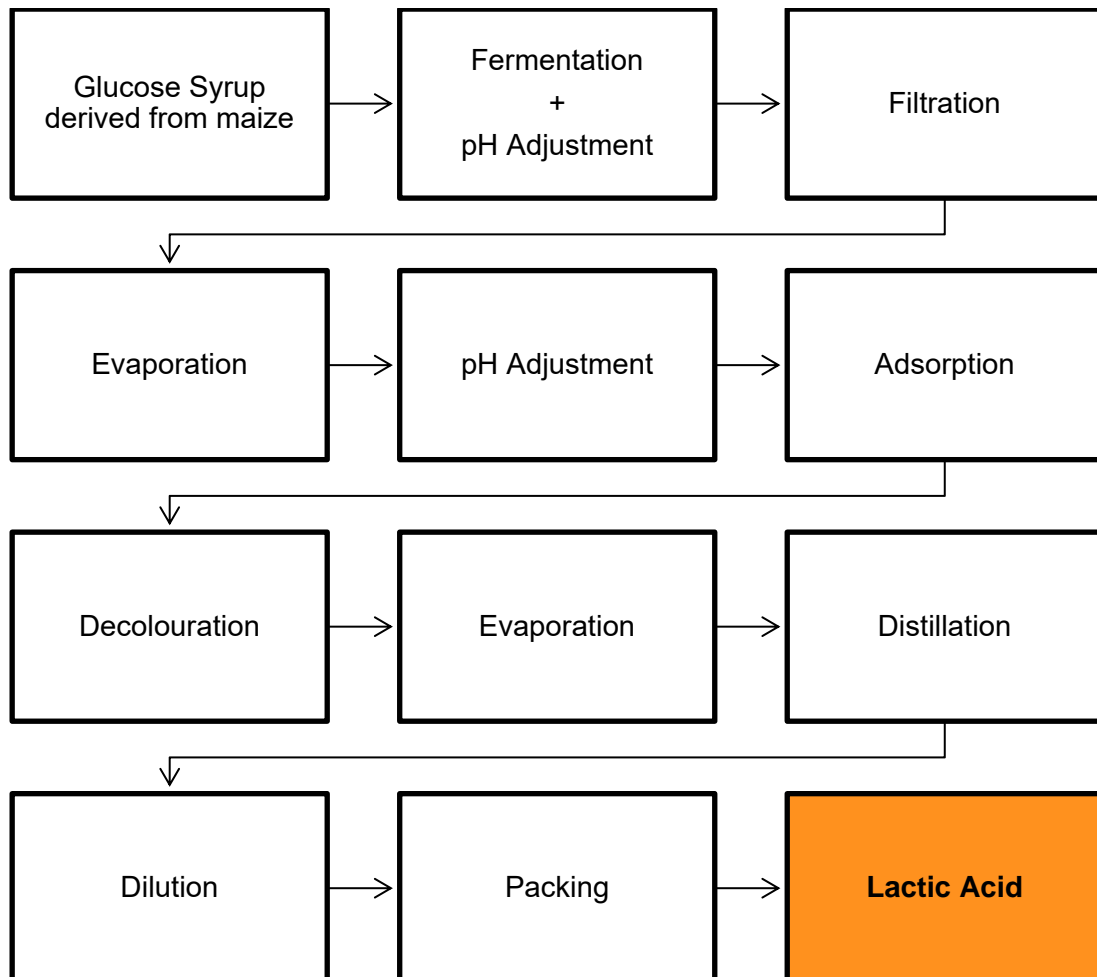 Glucose Syrup
derived from maize
Fermentation
+
pH Adjustment
Filtration
Evaporation
pH Adjustment
Adsorption
Decolouration
Evaporation
Distillation
Dilution
Packing
Lactic Acid